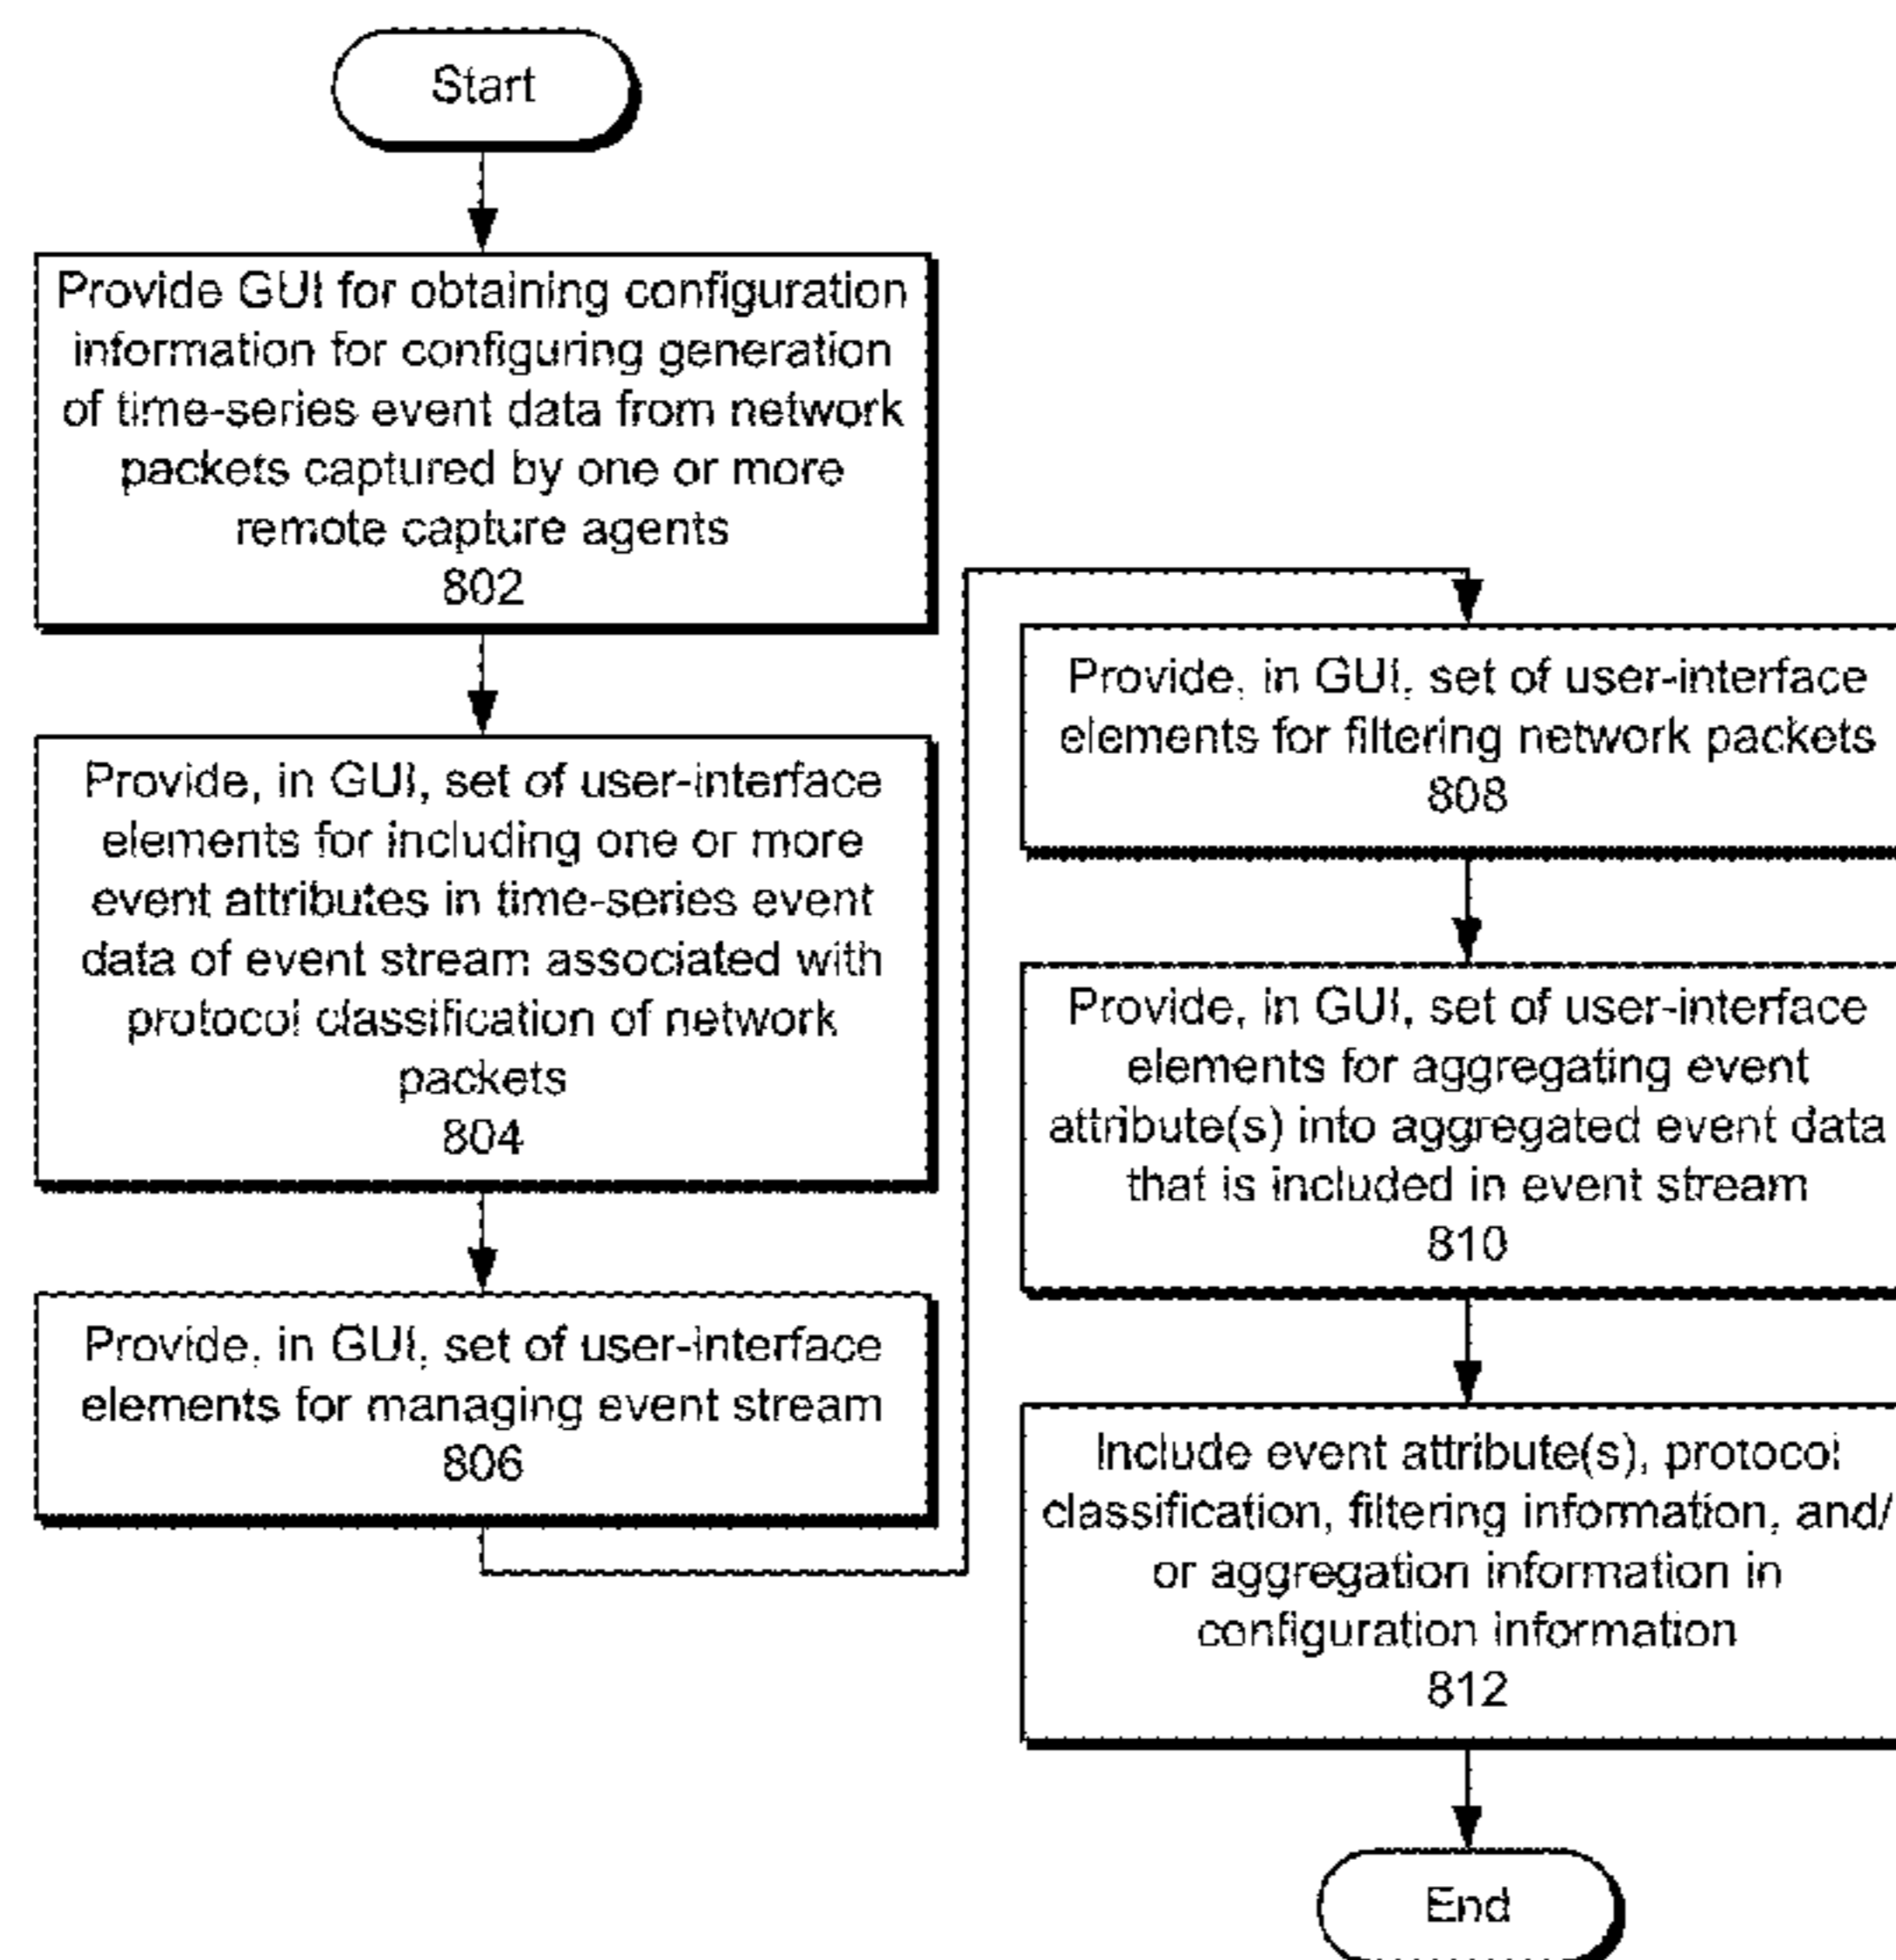 Start
Provide GUI for obtaining configuration
information for configuring generation
of time-series event data from network
packets captured by one or more
remote capture agents
802
Provide, in GUI, set of user-interface
elements for including one or more
event attributes in time-series event
data of event stream associated with
protocol classification of network
packets
804
Provide, in GUI, set of user-interface
elements for managing event stream
806
Provide, in GUI, set of user-interface
elements for filtering network packets
808
Provide, in GUI, set of user-interface
elements for aggregating event
attribute(s) into aggregated event data
that is included in event stream
810
Include event attribute(s), protocol
classification, filtering information, and/
or aggregation information in
configuration information
812
End